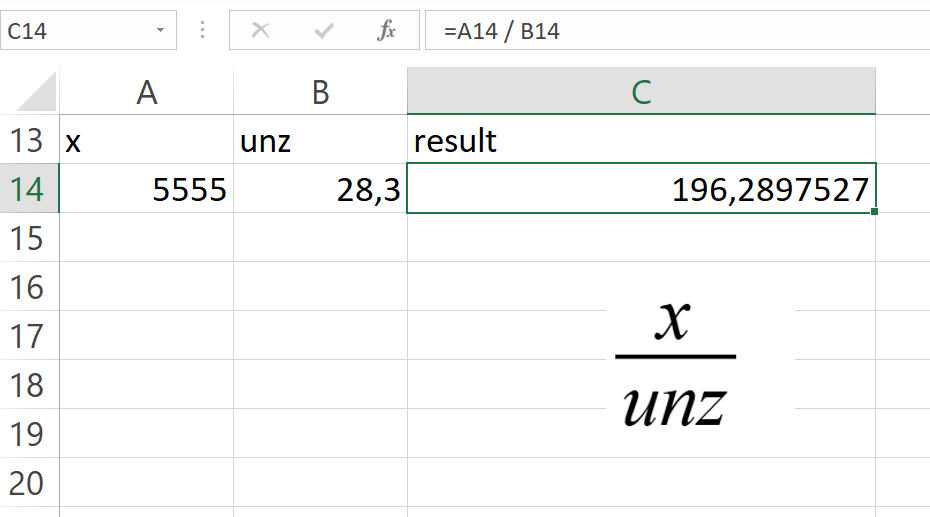 C14 fx =A14 / B14
A B C
13 x unz result
14 5555 28,3 196,2897527
15
16
17
18
19
20
x
unz